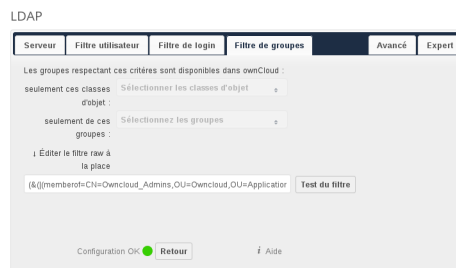 LDAP
Serveur Filtre utilisateur Filtre de login Filtre de groupes Avancé Expert
Les groupes respectant ces critères sont disponibles dans ownCloud :
seulement ces classes Sélectionner les classes d'objet
d'objet :
seulement de ces Sélectionnez les groupes
groupes :
↓ Éditer le filtre raw à
la place
(&(|(memberof=CN=Owncloud_Admins,OU=Owncloud,OU=Application Test du filtre
Configuration OK Retour i Aide